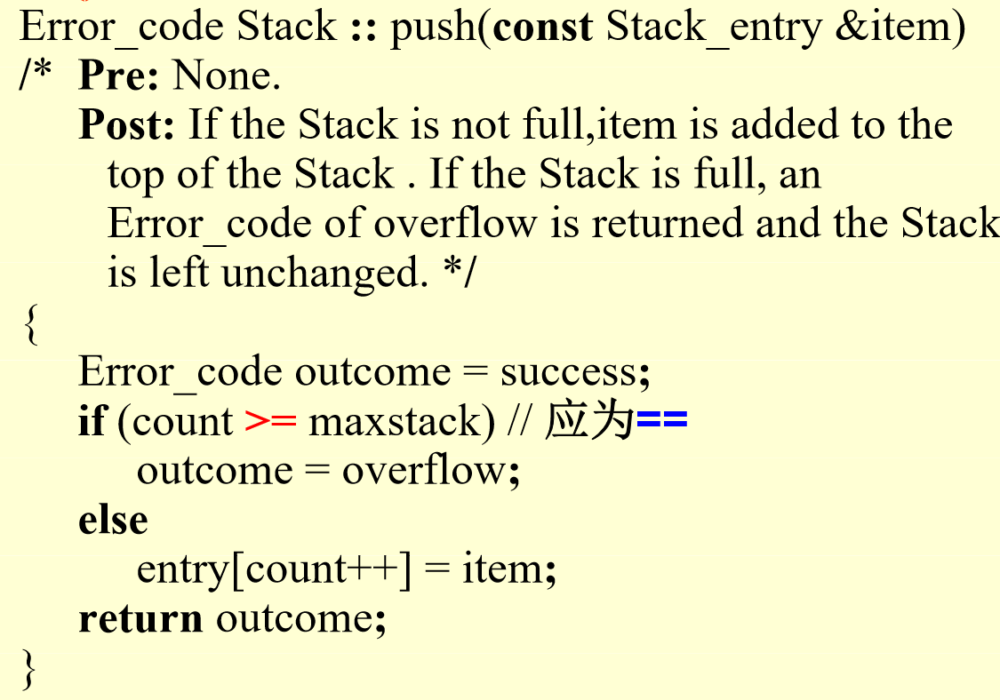 Error_code Stack :: push(const Stack_entry &item)
/* Pre: None.
Post: If the Stack is not full,item is added to the
top of the Stack . If the Stack is full, an
Error_code of overflow is returned and the Stack
is left unchanged. */
{
Error_code outcome = success;
if (count >= maxstack) // 应为==
outcome = overflow;
else
entry[count++] = item;
return outcome;
}